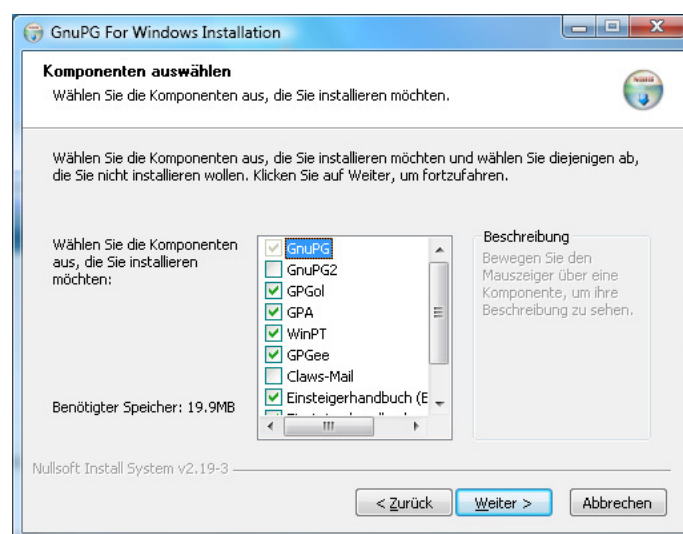 GnuPG For Windows Installation
Komponenten auswählen
Wählen Sie die Komponenten aus, die Sie installieren möchten.
Wählen Sie die Komponenten aus, die Sie installieren möchten und wählen Sie diejenigen ab,
die Sie nicht installieren wollen. Klicken Sie auf Weiter, um fortzufahren.
Wählen Sie die Komponenten
aus, die Sie installieren
möchten:
GnuPG
GnuPG2
GPGol
GPA
WinPT
GPGee
Claws-Mail
Einsteigerhandbuch (E
Beschreibung
Bewegen Sie den
Mauszeiger über eine
Komponente, um ihre
Beschreibung zu sehen.
Benötigter Speicher: 19.9MB
Nullsoft Install System v2.19-3
< Zurück
Weiter >
Abbrechen